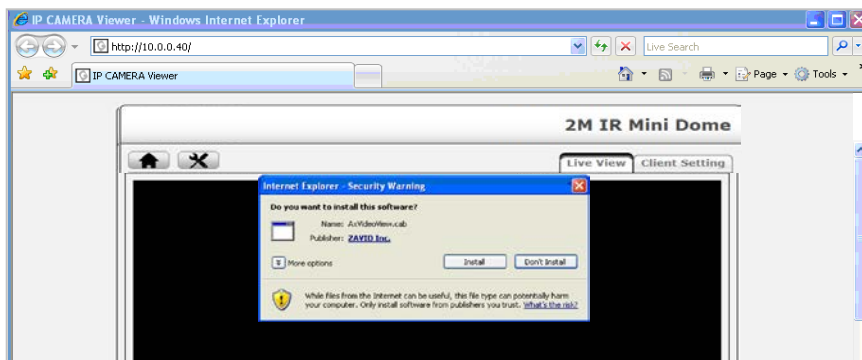 IP CAMERA Viewer - Windows Internet Explorer
http://10.0.0.40/
Live Search
IP CAMERA Viewer
Page
Tools
2M IR Mini Dome
Live View
Client Setting
Internet Explorer - Security Warning
Do you want to install this software?
Name: AxVideoView.cab
Publisher: ZAVIO Inc.
More options
Install
Don't Install
While files from the Internet can be useful, this file type can potentially harm
your computer. Only install software from publishers you trust. What's the risk?